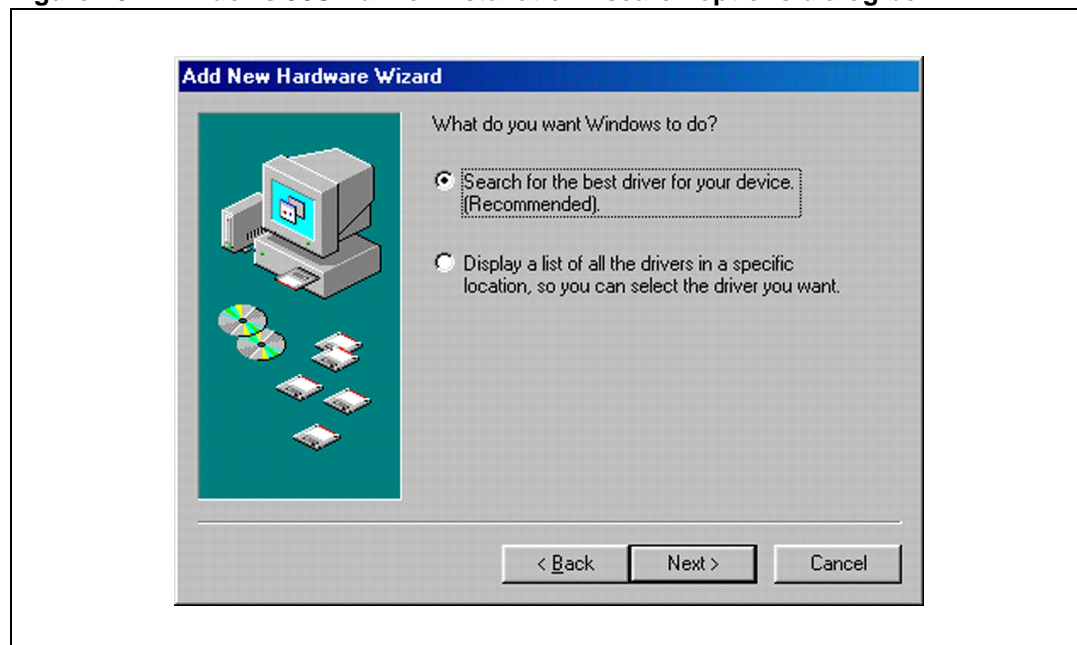 Add New Hardware Wizard
What do you want Windows to do?
Search for the best driver for your device.
(Recommended).
Display a list of all the drivers in a specific
location, so you can select the driver you want.
< Back
Next >
Cancel